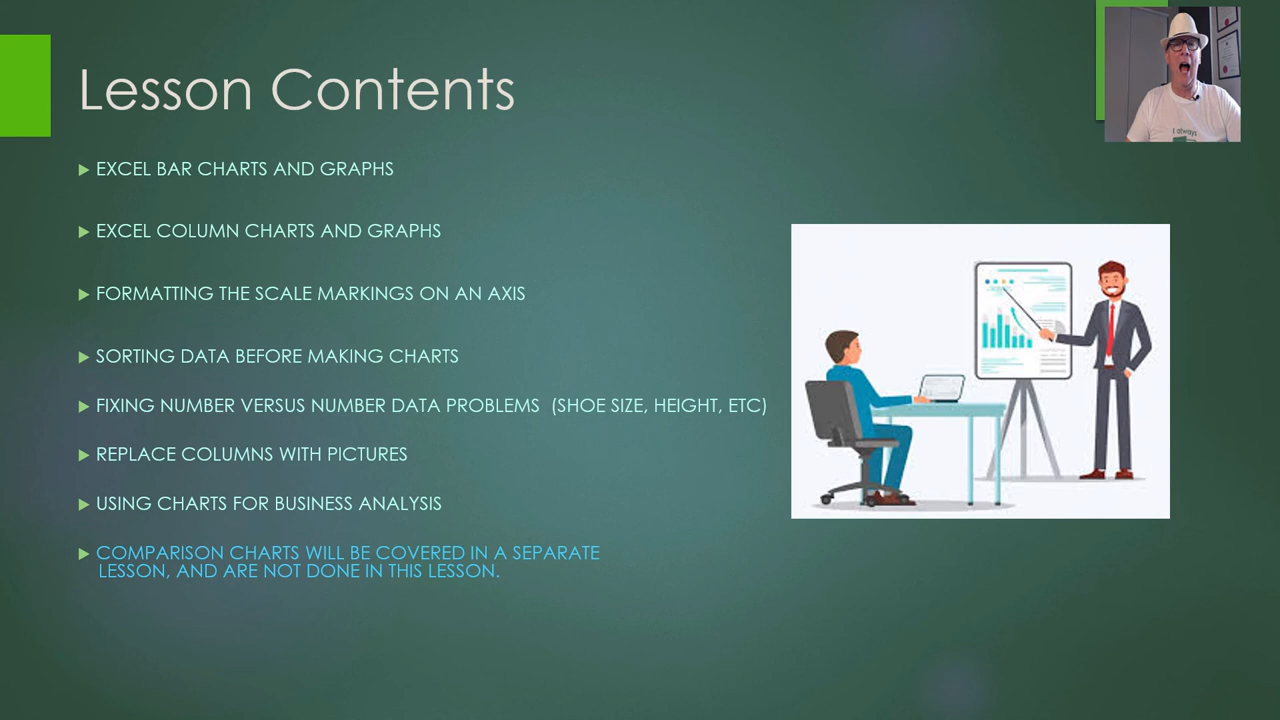 Lesson Contents
EXCEL BAR CHARTS AND GRAPHS
EXCEL COLUMN CHARTS AND GRAPHS
FORMATTING THE SCALE MARKINGS ON AN AXIS
SORTING DATA BEFORE MAKING CHARTS
FIXING NUMBER VERSUS NUMBER DATA PROBLEMS (SHOE SIZE, HEIGHT, ETC)
REPLACE COLUMNS WITH PICTURES
USING CHARTS FOR BUSINESS ANALYSIS
COMPARISON CHARTS WILL BE COVERED IN A SEPARATE
LESSON, AND ARE NOT DONE IN THIS LESSON.
I always